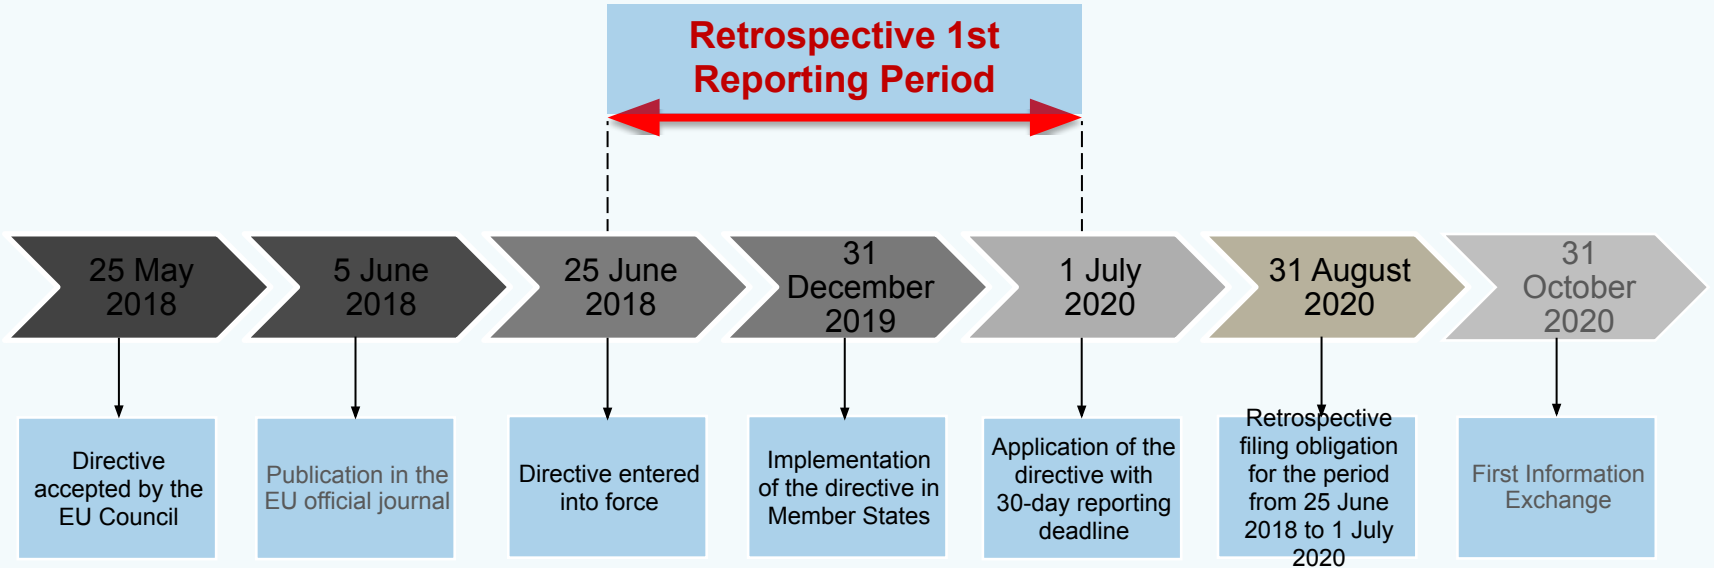 Retrospective 1st
Reporting Period
25 May
2018
5 June
2018
25 June
2018
31
December
2019
1 July
2020
31 August
2020
31
October
2020
Directive
accepted by the
EU Council
Publication in the
EU official journal
Directive entered
into force
Implementation
of the directive in
Member States
Application of the
directive with
30-day reporting
deadline
Retrospective
filing obligation
for the period
from 25 June
2018 to 1 July
2020
First Information
Exchange